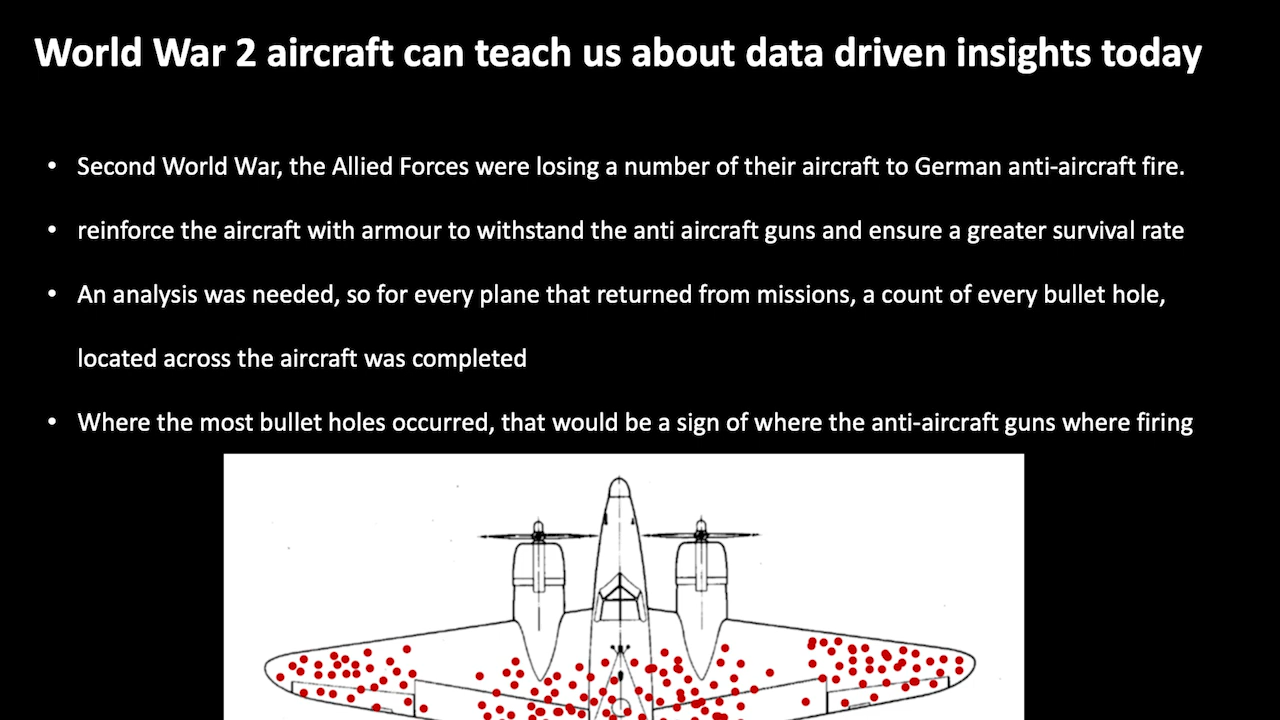 World War 2 aircraft can teach us about data driven insights today
• Second World War, the Allied Forces were losing a number of their aircraft to German anti-aircraft fire.
• reinforce the aircraft with armour to withstand the anti aircraft guns and ensure a greater survival rate
• An analysis was needed, so for every plane that returned from missions, a count of every bullet hole,
located across the aircraft was completed
• Where the most bullet holes occurred, that would be a sign of where the anti-aircraft guns where firing